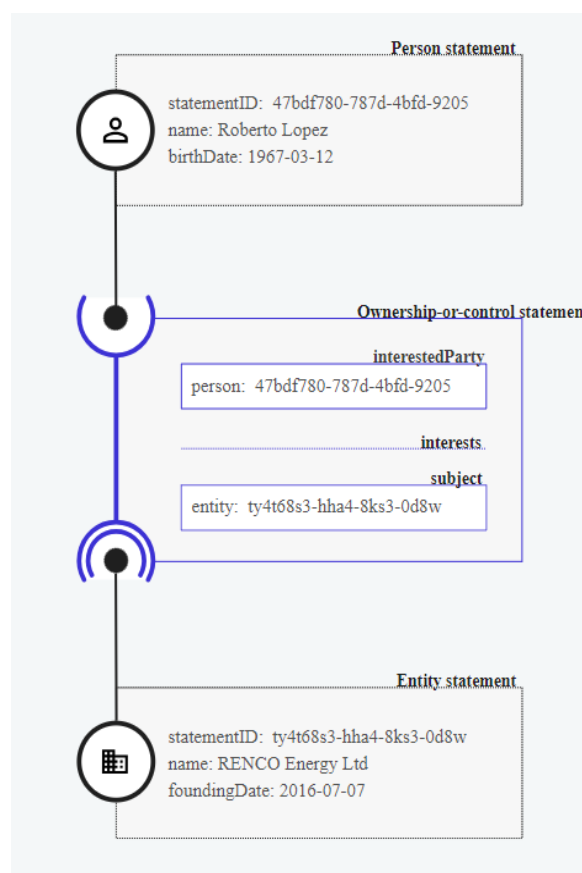 Person statement
statementID: 47bdf780-787d-4bfd-9205
name: Roberto Lopez
birthDate: 1967-03-12
Ownership-or-control statemen
interestedParty
person: 47bdf780-787d-4bfd-9205
interests
subject
entity: ty4t68s3-hha4-8ks3-0d8w
Entity statement
statementID: ty4t68s3-hha4-8ks3-0d8w
name: RENCO Energy Ltd
foundingDate: 2016-07-07